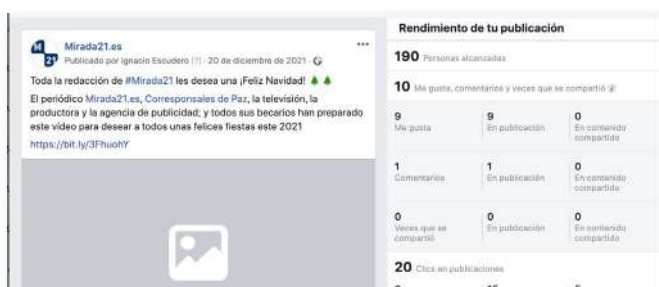 Mirada21.es
Publicado por Ignacio Escudero [?] · 20 de diciembre de 2021 ·
Toda la redacción de #Mirada21 les desea una ¡Feliz Navidad! 🌲 🌲
El periódico Mirada21.es, Corresponsales de Paz, la televisión, la
productora y la agencia de publicidad; y todos sus becarios han preparado
este vídeo para desear a todos unas felices fiestas este 2021
https://bit.ly/3FhuohY
Rendimiento de tu publicación
190 Personas alcanzadas
10 Me gusta, comentarios y veces que se compartió
9 9 0
Me gusta En publicación En contenido
compartido
1 1 0
Comentarios En publicación En contenido
compartido
0 0 0
Veces que se En publicación En contenido
compartió compartido
20 Clics en publicaciones